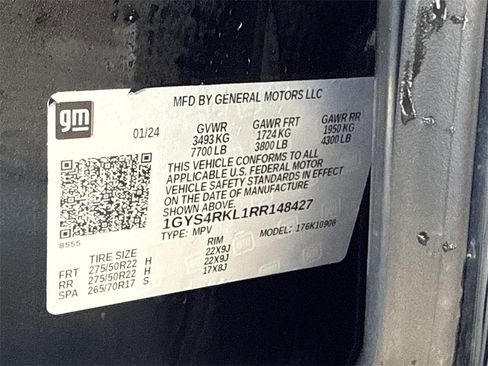 MFD BY GENERAL MOTORS LLC
gm
01/24 GVWR GAWR FRT GAWR RR
3493 KG 1724 KG 1950 KG
7700 LB 3800 LB 4300 LB
THIS VEHICLE CONFORMS TO ALL
APPLICABLE U.S. FEDERAL MOTOR
VEHICLE SAFETY STANDARDS IN EFFECT
ON THE DATE OF MANUFACTURE
1GYS4RKL1RR148427
8555
TYPE: MPV MODEL: 176K10906
TIRE SIZE RIM
FRT 275/50R22 H 22X9J
RR 275/50R22 H 22X9J
SPA 265/70R17 S 17X8J